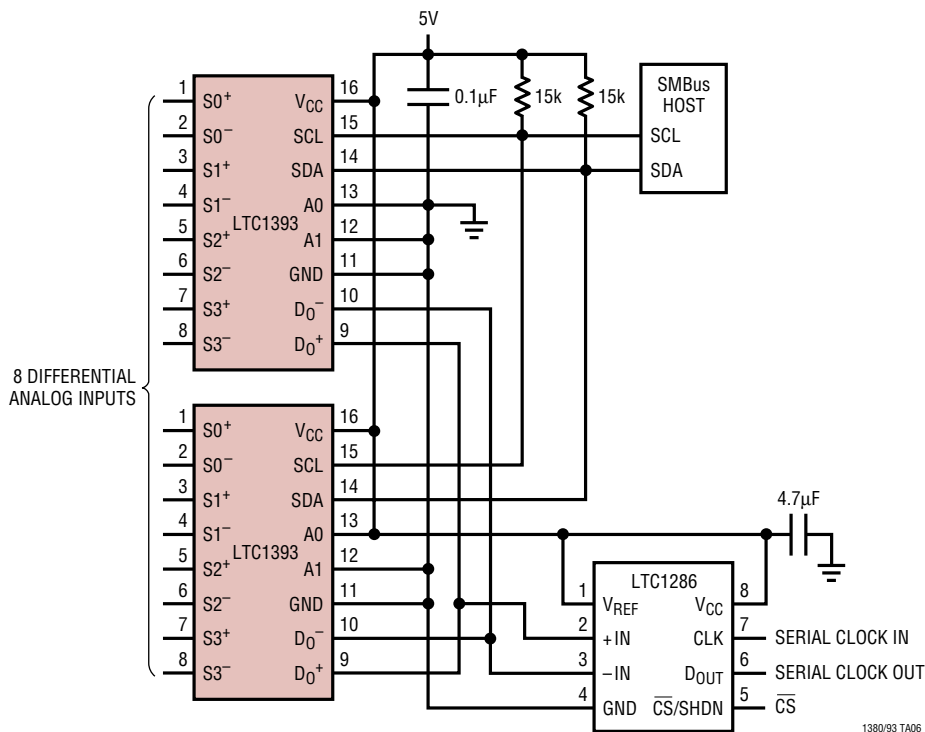 5V
0.1μF
15k
15k
SMBus
HOST
SCL
SDA
8 DIFFERENTIAL
ANALOG INPUTS
LTC1393
1 S0+
2 S0−
3 S1+
4 S1−
5 S2+
6 S2−
7 S3+
8 S3−
16 VCC
15 SCL
14 SDA
13 A0
12 A1
11 GND
10 DO−
9 DO+
LTC1393
1 S0+
2 S0−
3 S1+
4 S1−
5 S2+
6 S2−
7 S3+
8 S3−
16 VCC
15 SCL
14 SDA
13 A0
12 A1
11 GND
10 DO−
9 DO+
4.7μF
LTC1286
1 VREF
2 +IN
3 −IN
4 GND
8 VCC
7 CLK SERIAL CLOCK IN
6 DOUT SERIAL CLOCK OUT
5 CS/SHDN CS
1380/93 TA06